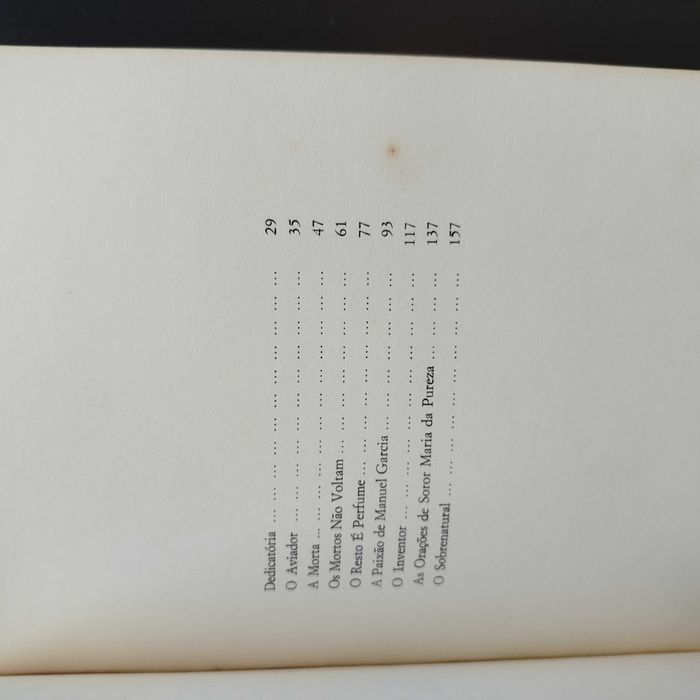 Dedicatória ... ... ... ... ... ... ... ... ... 29
O Aviador ... ... ... ... ... ... ... ... 35
A Morta ... ... ... ... ... ... ... ... 47
Os Mortos Não Voltam ... ... ... ... ... ... 61
O Resto É Perfume ... ... ... ... ... ... ... 77
A Paixão de Manuel Garcia ... ... ... ... ... 93
O Inventor ... ... ... ... ... ... ... ... 117
As Orações de Soror Maria da Pureza ... ... ... 137
O Sobrenatural ... ... ... ... ... ... ... ... 157